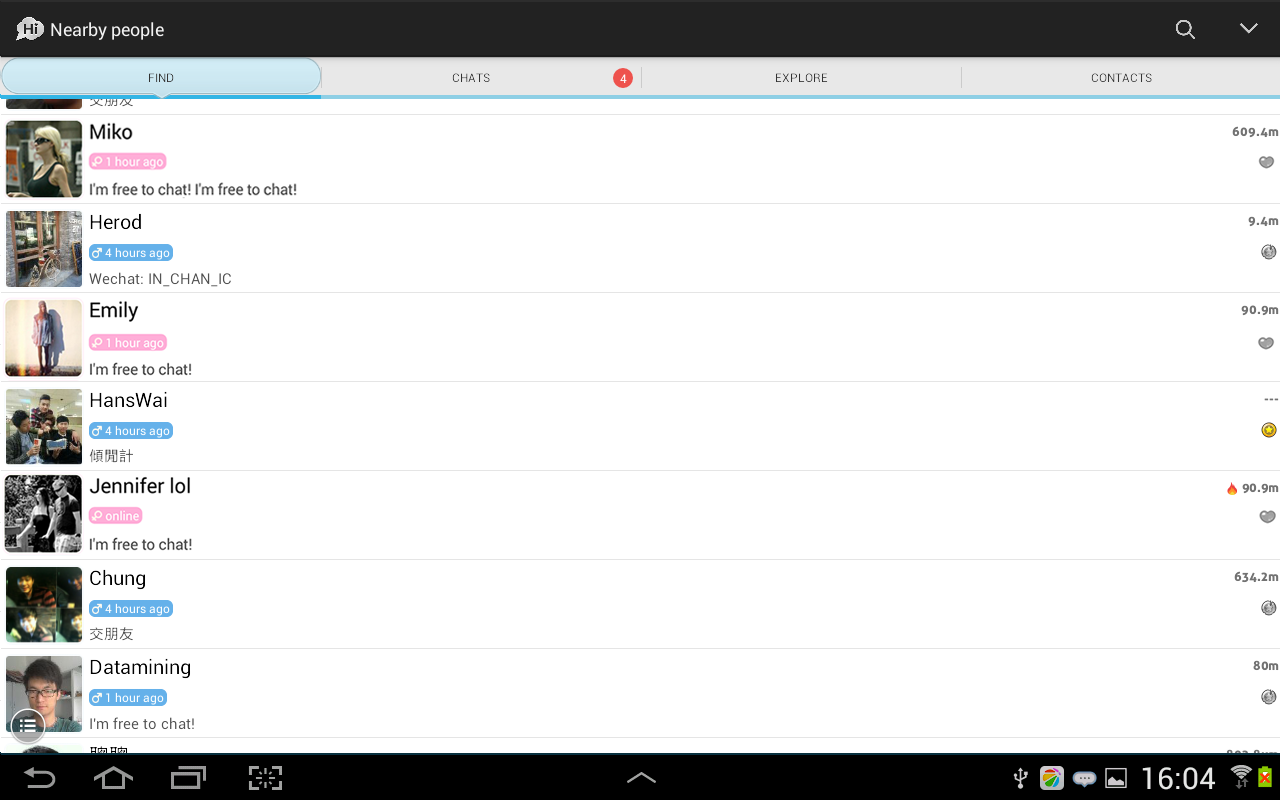 Hi Nearby people
FIND
CHATS
4
EXPLORE
CONTACTS
交朋友
Miko
609.4m
1 hour ago
I'm free to chat! I'm free to chat!
Herod
9.4m
4 hours ago
Wechat: IN_CHAN_IC
Emily
90.9m
1 hour ago
I'm free to chat!
HansWai
---
4 hours ago
傾閒計
Jennifer lol
90.9m
online
I'm free to chat!
Chung
634.2m
4 hours ago
交朋友
Datamining
80m
1 hour ago
I'm free to chat!
16:04